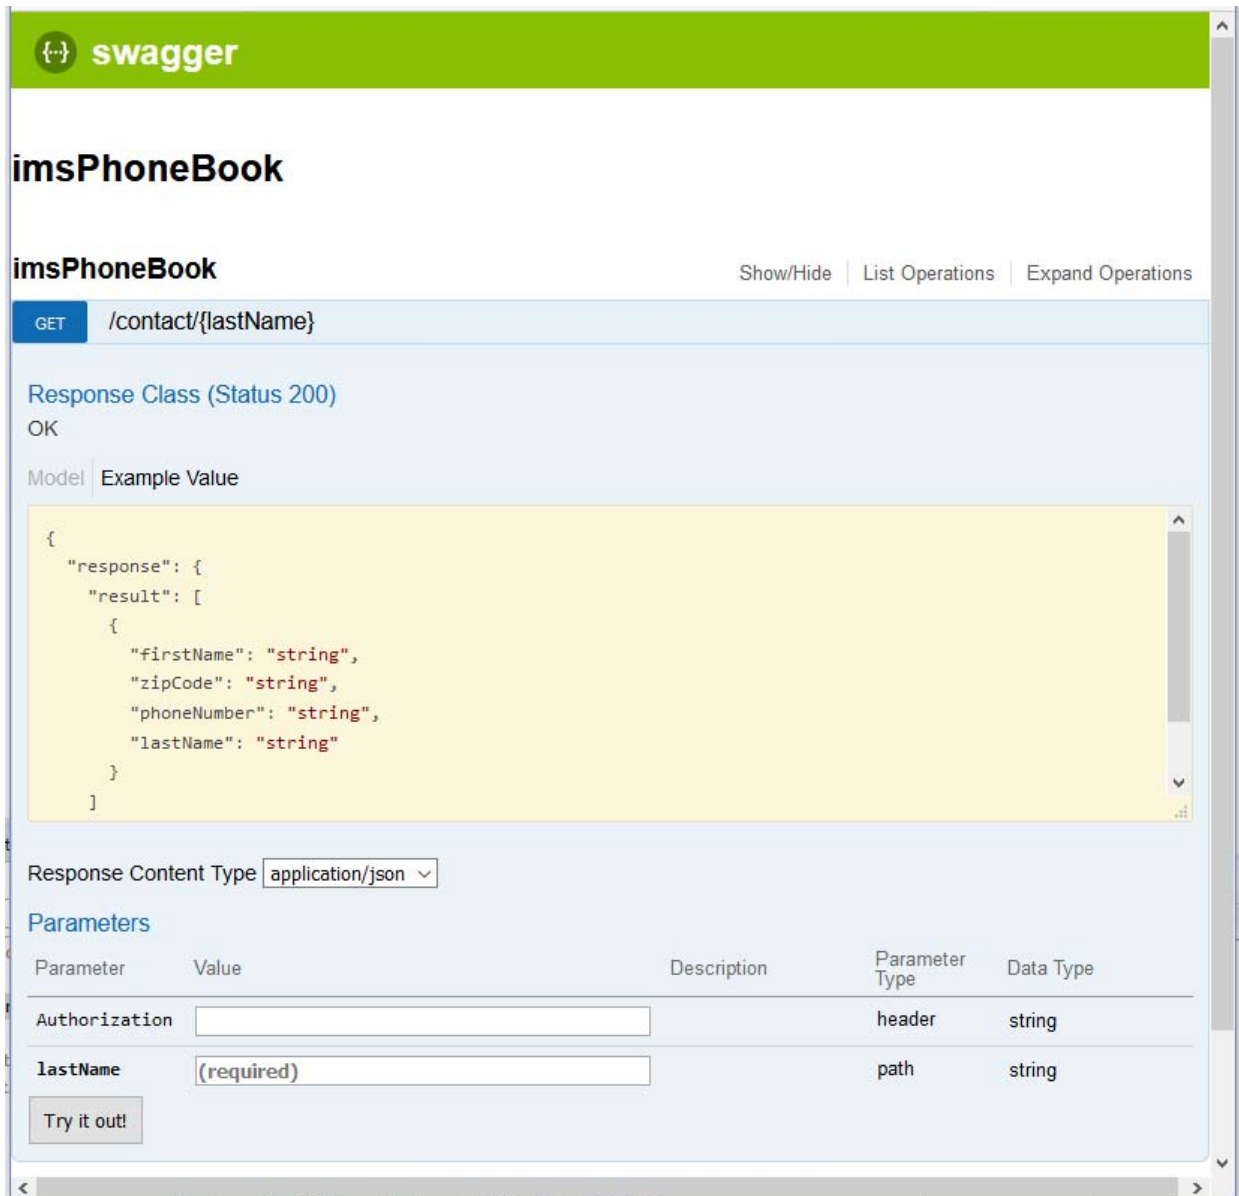 {···} swagger
imsPhoneBook
imsPhoneBook Show/Hide List Operations Expand Operations
GET /contact/{lastName}
Response Class (Status 200)
OK
Model Example Value
{
"response": {
"result": [
{
"firstName": "string",
"zipCode": "string",
"phoneNumber": "string",
"lastName": "string"
}
]
Response Content Type application/json
Parameters
Parameter Value Description Parameter Type Data Type
Authorization header string
lastName (required) path string
Try it out!